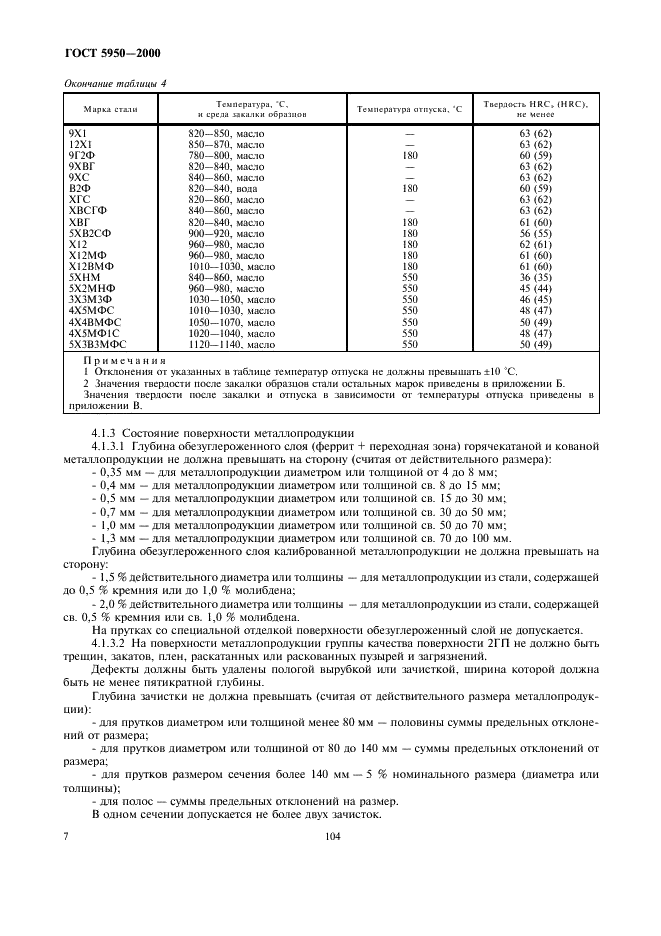 ГОСТ 5950—2000
Окончание таблицы 4
Марка стали | Температура, °С, и среда закалки образцов | Температура отпуска, °С | Твердость HRCэ (HRC), не менее
9Х1 | 820—850, масло | — | 63 (62)
12Х1 | 850—870, масло | — | 63 (62)
9Г2Ф | 780—800, масло | 180 | 60 (59)
9ХВГ | 820—840, масло | — | 63 (62)
9ХС | 840—860, масло | — | 63 (62)
В2Ф | 820—840, вода | 180 | 60 (59)
ХГС | 820—860, масло | — | 63 (62)
ХВСГФ | 840—860, масло | — | 63 (62)
ХВГ | 820—840, масло | 180 | 61 (60)
5ХВ2СФ | 900—920, масло | 180 | 56 (55)
Х12 | 960—980, масло | 180 | 62 (61)
Х12МФ | 960—980, масло | 180 | 61 (60)
Х12ВМФ | 1010—1030, масло | 180 | 61 (60)
5ХНМ | 840—860, масло | 550 | 36 (35)
5Х2МНФ | 960—980, масло | 550 | 45 (44)
3Х3М3Ф | 1030—1050, масло | 550 | 46 (45)
4Х5МФС | 1010—1030, масло | 550 | 48 (47)
4Х4ВМФС | 1050—1070, масло | 550 | 50 (49)
4Х5МФ1С | 1020—1040, масло | 550 | 48 (47)
5Х3В3МФС | 1120—1140, масло | 550 | 50 (49)
Примечания
1 Отклонения от указанных в таблице температур отпуска не должны превышать ±10 °С.
2 Значения твердости после закалки образцов стали остальных марок приведены в приложении Б.
Значения твердости после закалки и отпуска в зависимости от температуры отпуска приведены в
приложении В.
4.1.3 Состояние поверхности металлопродукции
4.1.3.1 Глубина обезуглероженного слоя (феррит + переходная зона) горячекатаной и кованой
металлопродукции не должна превышать на сторону (считая от действительного размера):
- 0,35 мм — для металлопродукции диаметром или толщиной от 4 до 8 мм;
- 0,4 мм — для металлопродукции диаметром или толщиной св. 8 до 15 мм;
- 0,5 мм — для металлопродукции диаметром или толщиной св. 15 до 30 мм;
- 0,7 мм — для металлопродукции диаметром или толщиной св. 30 до 50 мм;
- 1,0 мм — для металлопродукции диаметром или толщиной св. 50 до 70 мм;
- 1,3 мм — для металлопродукции диаметром или толщиной св. 70 до 100 мм.
Глубина обезуглероженного слоя калиброванной металлопродукции не должна превышать на
сторону:
- 1,5 % действительного диаметра или толщины — для металлопродукции из стали, содержащей
до 0,5 % кремния или до 1,0 % молибдена;
- 2,0 % действительного диаметра или толщины — для металлопродукции из стали, содержащей
св. 0,5 % кремния или св. 1,0 % молибдена.
На прутках со специальной отделкой поверхности обезуглероженный слой не допускается.
4.1.3.2 На поверхности металлопродукции группы качества поверхности 2ГП не должно быть
трещин, закатов, плен, раскатанных или раскованных пузырей и загрязнений.
Дефекты должны быть удалены пологой вырубкой или зачисткой, ширина которой должна
быть не менее пятикратной глубины.
Глубина зачистки не должна превышать (считая от действительного размера металлопродук-
ции):
- для прутков диаметром или толщиной менее 80 мм — половины суммы предельных отклоне-
ний от размера;
- для прутков диаметром или толщиной от 80 до 140 мм — суммы предельных отклонений от
размера;
- для прутков размером сечения более 140 мм — 5 % номинального размера (диаметра или
толщины);
- для полос — суммы предельных отклонений на размер.
В одном сечении допускается не более двух зачисток.
7 104